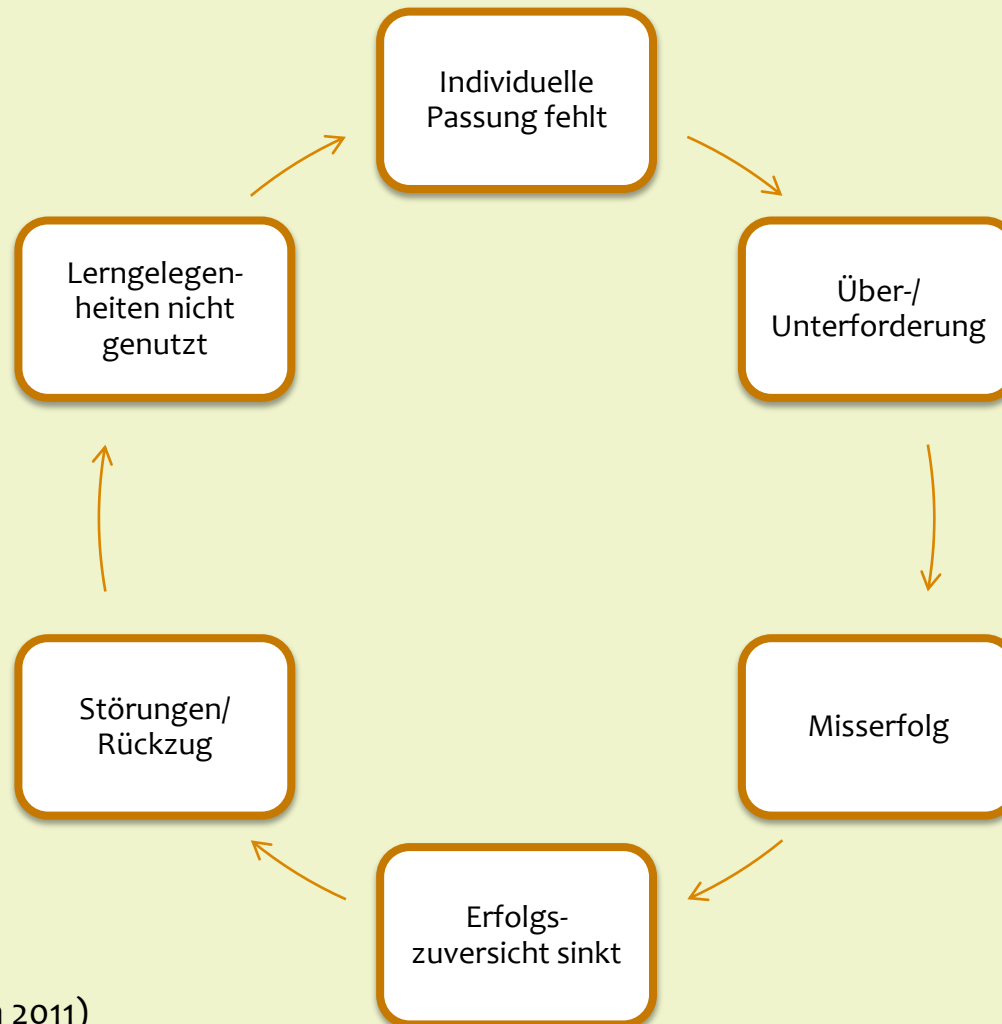 Individuelle
Passung fehlt
Über-/
Unterforderung
Misserfolg
Erfolgs-
zuversicht sinkt
Störungen/
Rückzug
Lerngelegen-
heiten nicht
genutzt
2011)